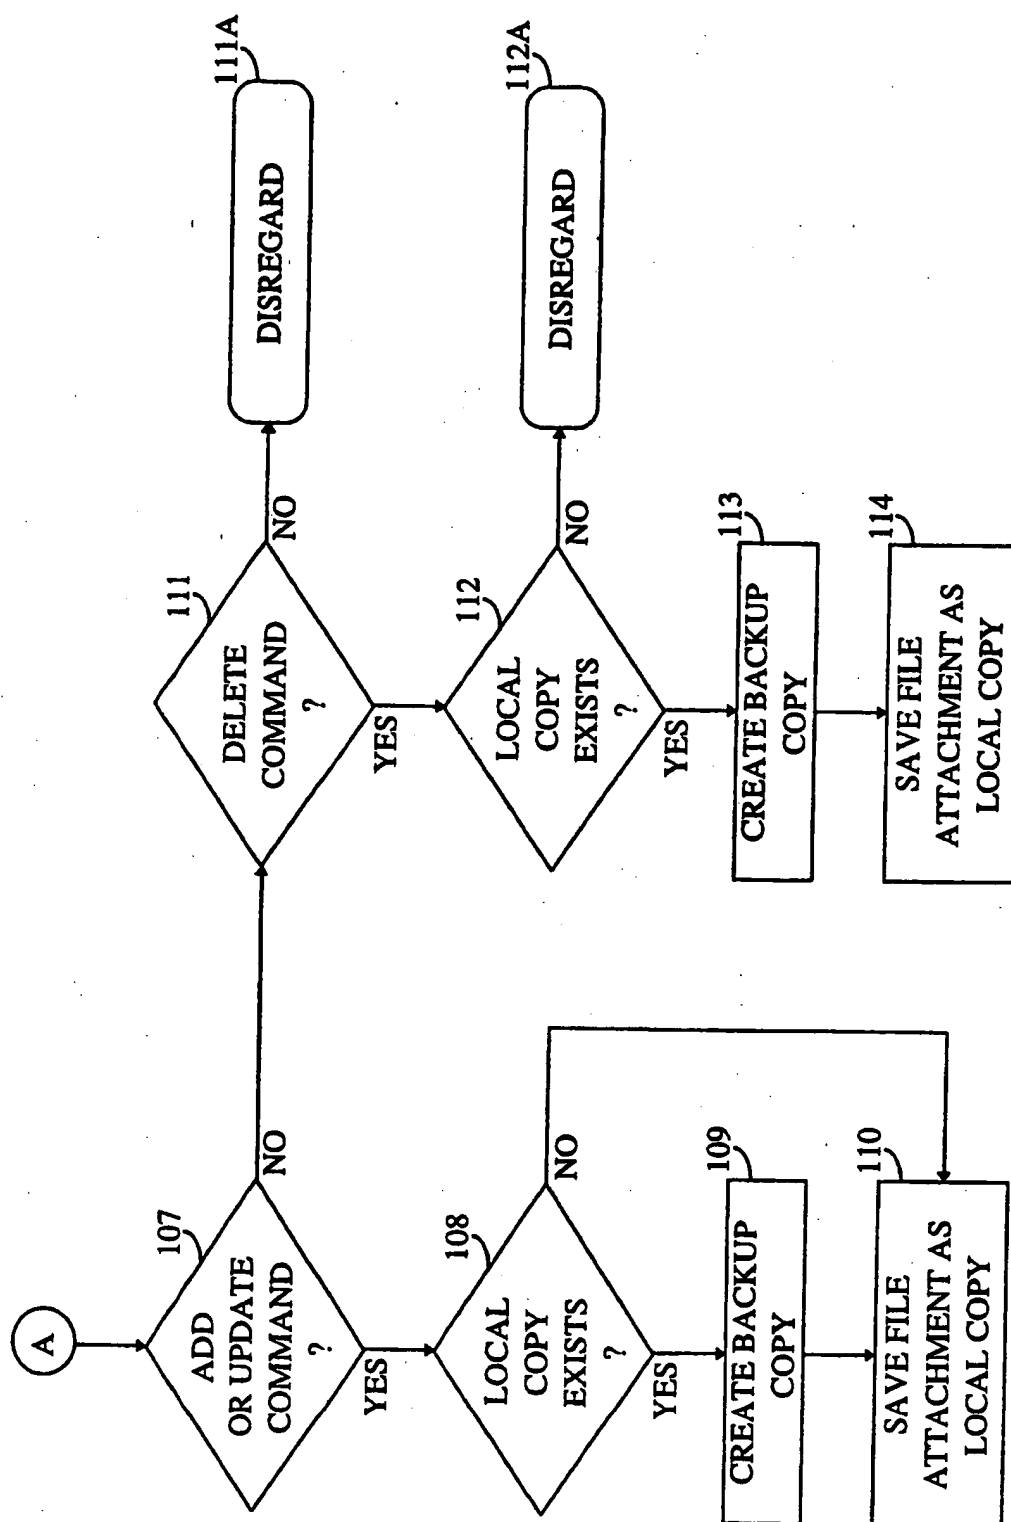 A
107
ADD
OR UPDATE
COMMAND
?
NO
YES
108
LOCAL
COPY
EXISTS
?
NO
YES
109
CREATE BACKUP
COPY
110
SAVE FILE
ATTACHMENT AS
LOCAL COPY
111
DELETE
COMMAND
?
NO
YES
111A
DISREGARD
112
LOCAL
COPY
EXISTS
?
NO
YES
112A
DISREGARD
113
CREATE BACKUP
COPY
114
SAVE FILE
ATTACHMENT AS
LOCAL COPY